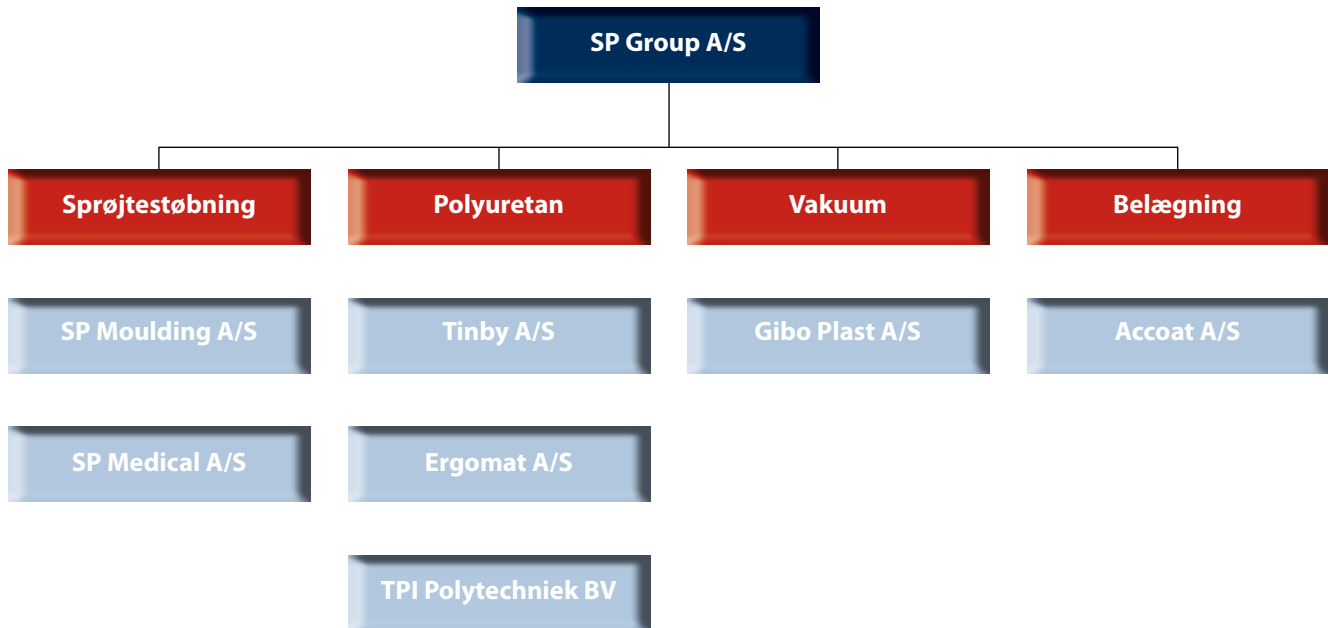 SP Group A/S
Sprøjtestøbning
Polyuretan
Vakuum
Belægning
SP Moulding A/S
Tinby A/S
Gibo Plast A/S
Accoat A/S
SP Medical A/S
Ergomat A/S
TPI Polytechniek BV